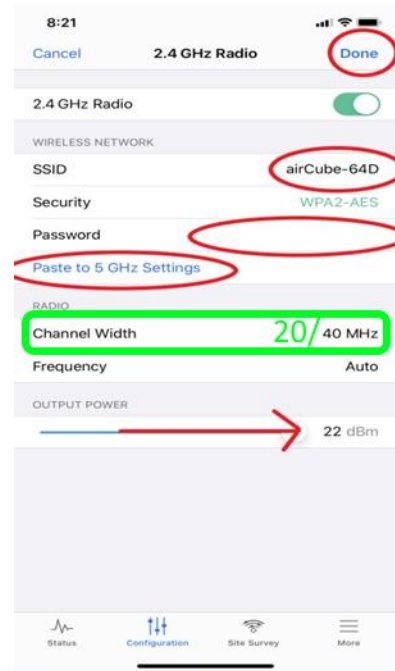 8:21
Cancel 2.4 GHz Radio Done
2.4 GHz Radio
WIRELESS NETWORK
SSID airCube-64D
Security WPA2-AES
Password
Paste to 5 GHz Settings
RADIO
Channel Width 20/ 40 MHz
Frequency Auto
OUTPUT POWER
22 dBm
Status Configuration Site Survey More